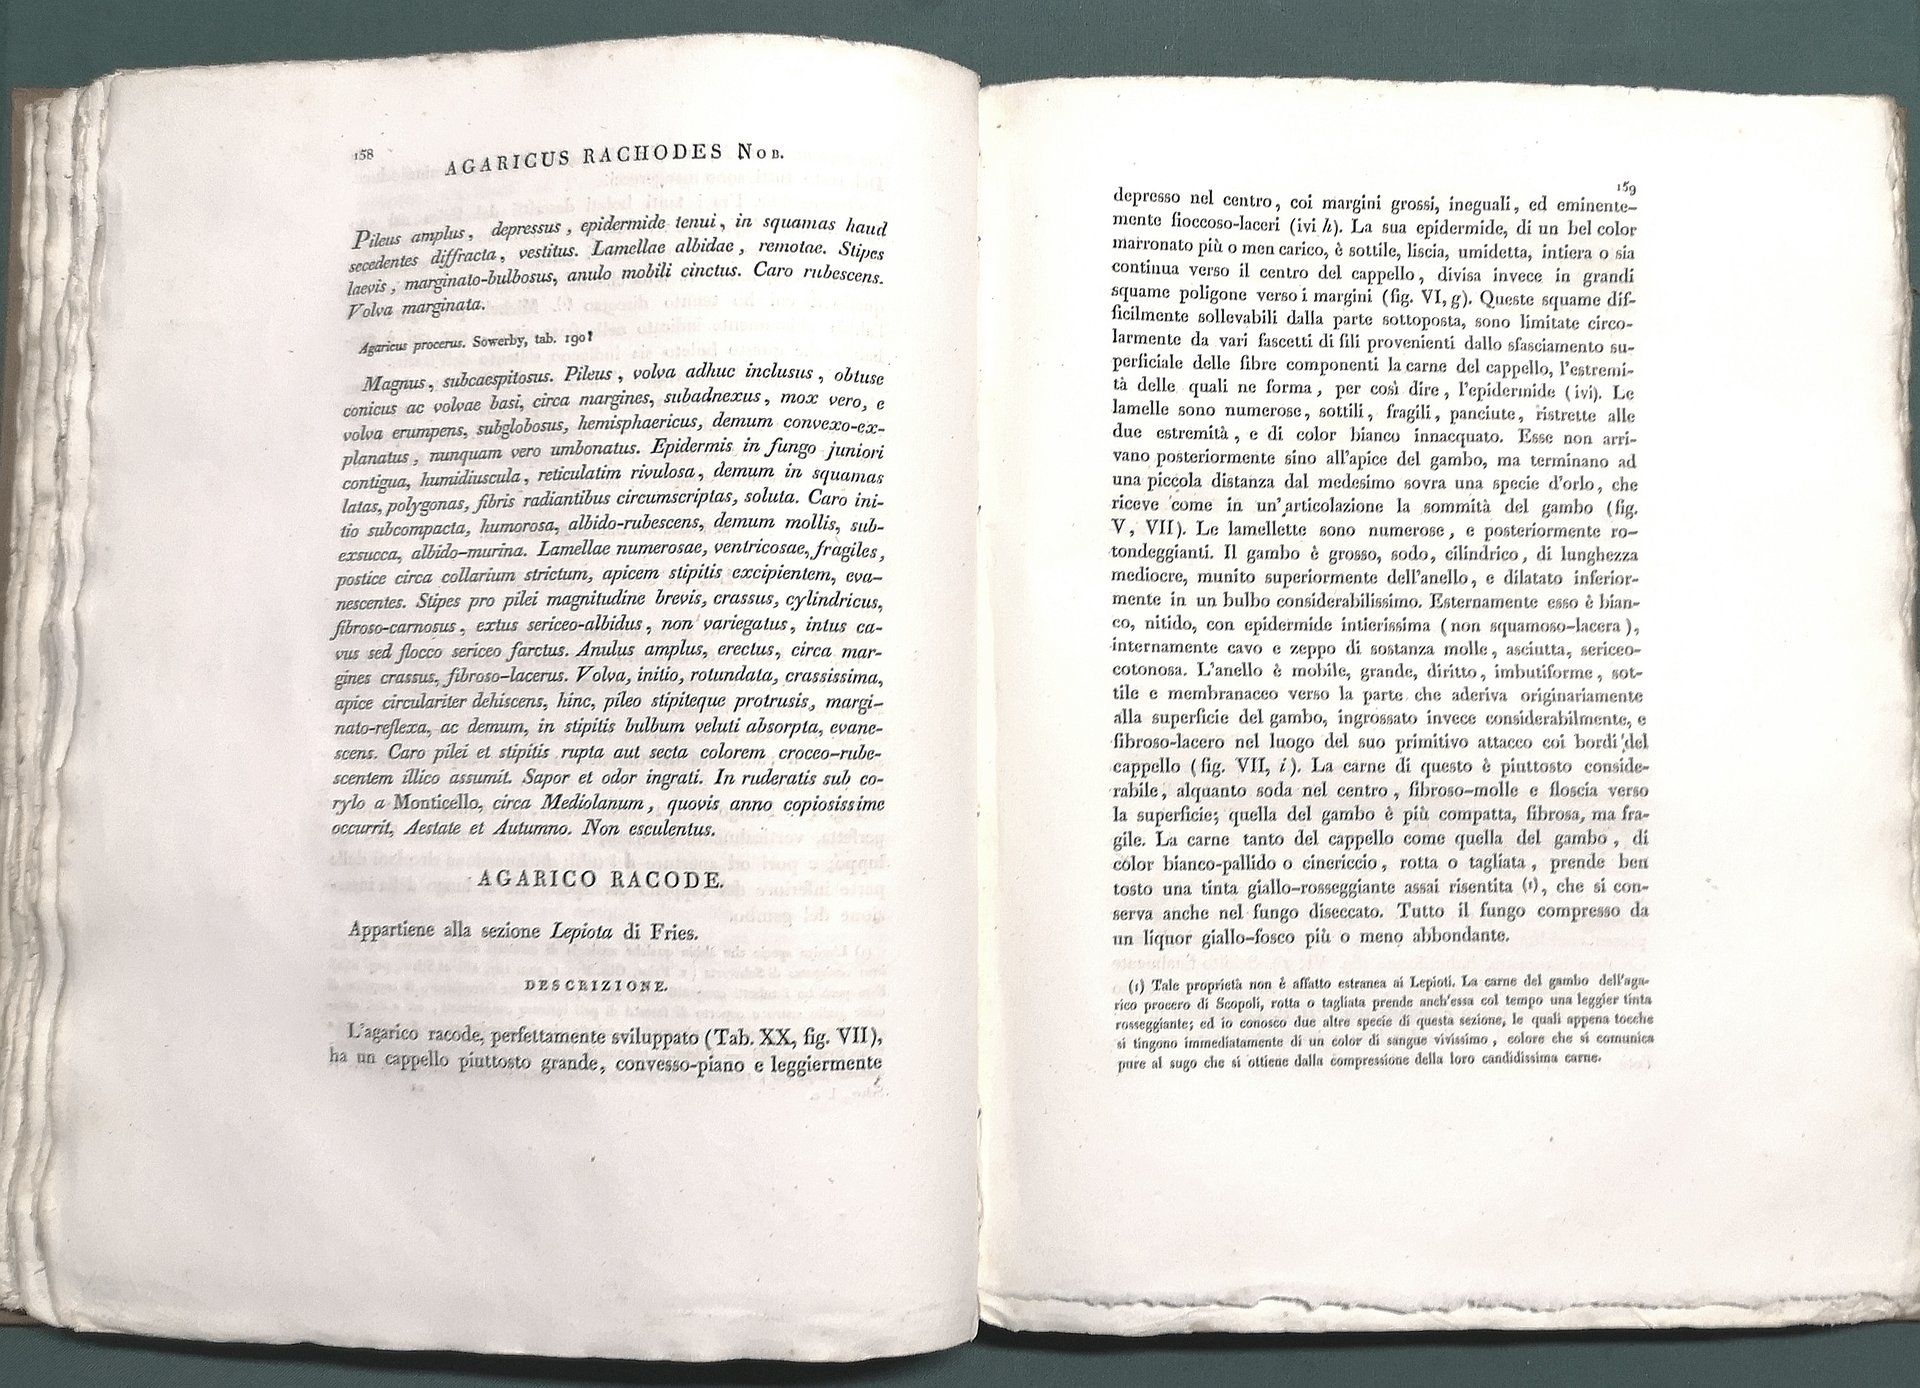 158
AGARICUS RACHODES NOB.
Pileus amplus, depressus, epidermide tenui, in squamas haud
secedentes diffracta, vestitus. Lamellae albidae, remotae. Stipes
laevis, marginato-bulbosus, anulo mobili cinctus. Caro rubescens.
Volva marginata.
Agaricus procerus. Sowerby, tab. 190?
Magnus, subcaespitosus. Pileus, volva adhuc inclusus, obtuse
conicus ac volvae basi, circa margines, subadnexus, mox vero, e
volva erumpens, subglobosus, hemisphaericus, demum convexo-ex-
planatus, nunquam vero umbonatus. Epidermis in fungo juniori
contigua, humidiuscula, reticulatim rivulosa, demum in squamas
latas, polygonas, fibris radiantibus circumscriptas, soluta. Caro ini-
tio subcompacta, humorosa, albido-rubescens, demum mollis, sub-
exsucca, albido-murina. Lamellae numerosae, ventricosae, fragiles,
postice circa collarium strictum, apicem stipitis excipientem, eva-
nescentes. Stipes pro pilei magnitudine brevis, crassus, cylindricus,
fibroso-carnosus, extus sericeo-albidus, non variegatus, intus ca-
vus sed flocco sericeo farctus. Anulus amplus, erectus, circa mar-
gines crassus, fibroso-lacerus. Volva, initio, rotundata, crassissima,
apice circulariter dehiscens, hinc, pileo stipiteque protrusis, margi-
nato-reflexa, ac demum, in stipitis bulbum veluti absorpta, evane-
scens. Caro pilei et stipitis rupta aut secta colorem croceo-rube-
scentem illico assumit. Sapor et odor ingrati. In ruderatis sub co-
rylo a Monticello, circa Mediolanum, quovis anno copiosissime
occurrit, Aestate et Autumno. Non esculentus.
AGARICO RACODE.
Appartiene alla sezione Lepiota di Fries.
DESCRIZIONE.
L'agarico racode, perfettamente sviluppato (Tab. XX, fig. VII),
ha un cappello piuttosto grande, convesso-piano e leggiermente
159
depresso nel centro, coi margini grossi, ineguali, ed eminente-
mente fioccoso-laceri (ivi h). La sua epidermide, di un bel color
marronato più o men carico, è sottile, liscia, umidetta, intiera o sia
continua verso il centro del cappello, divisa invece in grandi
squame poligone verso i margini (fig. VI, g). Queste squame dif-
ficilmente sollevabili dalla parte sottoposta, sono limitate circo-
larmente da vari fascetti di fili provenienti dallo sfasciamento su-
perficiale delle fibre componenti la carne del cappello, l'estremi-
tà delle quali ne forma, per così dire, l'epidermide (ivi). Le
lamelle sono numerose, sottili, fragili, panciute, ristrette alle
due estremità, e di color bianco innacquato. Esse non arri-
vano posteriormente sino all'apice del gambo, ma terminano ad
una piccola distanza dal medesimo sovra una specie d'orlo, che
riceve come in un'articolazione la sommità del gambo (fig.
V, VII). Le lamellette sono numerose, e posteriormente ro-
tondeggianti. Il gambo è grosso, sodo, cilindrico, di lunghezza
mediocre, munito superiormente dell'anello, e dilatato inferior-
mente in un bulbo considerabilissimo. Esternamente esso è bian-
co, nitido, con epidermide intierissima (non squamoso-lacera),
internamente cavo e zeppo di sostanza molle, asciutta, sericeo-
cotonosa. L'anello è mobile, grande, diritto, imbutiforme, sot-
tile e membranaceo verso la parte che aderiva originariamente
alla superficie del gambo, ingrossato invece considerabilmente, e
fibroso-lacero nel luogo del suo primitivo attacco coi bordi del
cappello (fig. VII, i). La carne di questo è piuttosto conside-
rabile, alquanto soda nel centro, fibroso-molle e floscia verso
la superficie; quella del gambo è più compatta, fibrosa, ma fra-
gile. La carne tanto del cappello come quella del gambo, di
color bianco-pallido o cinericcio, rotta o tagliata, prende ben
tosto una tinta giallo-rosseggiante assai risentita (1), che si con-
serva anche nel fungo diseccato. Tutto il fungo compresso da
un liquor giallo-fosco più o meno abbondante.
(1) Tale proprietà non è affatto estranea ai Lepioti. La carne del gambo dell'aga-
rico procero di Scopoli, rotta o tagliata prende anch'essa col tempo una leggier tinta
rosseggiante; ed io conosco due altre specie di questa sezione, le quali appena tocche
si tingono immediatamente di un color di sangue vivissimo, colore che si comunica
pure al sugo che si ottiene dalla compressione della loro candidissima carne.